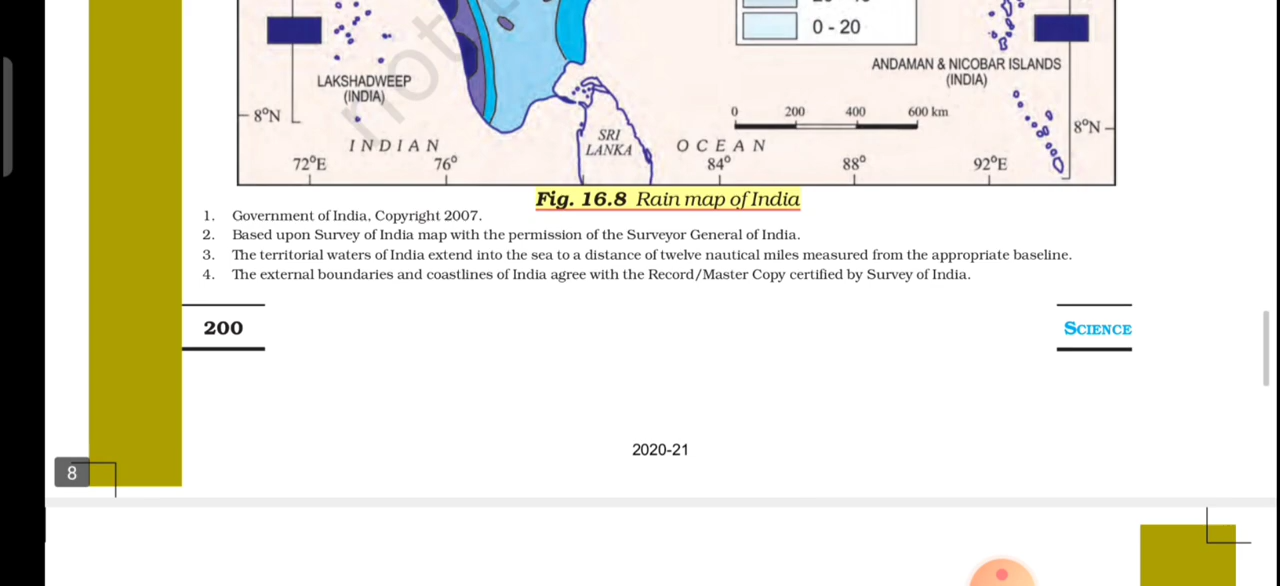 0 - 20
ANDAMAN & NICOBAR ISLANDS
(INDIA)
LAKSHADWEEP
(INDIA)
not
8°N
0 200 400 600 km
8°N
SRI
LANKA
INDIAN OCEAN
72°E 76° 84° 88° 92°E
Fig. 16.8 Rain map of India
1. Government of India, Copyright 2007.
2. Based upon Survey of India map with the permission of the Surveyor General of India.
3. The territorial waters of India extend into the sea to a distance of twelve nautical miles measured from the appropriate baseline.
4. The external boundaries and coastlines of India agree with the Record/Master Copy certified by Survey of India.
200
SCIENCE
2020-21
8